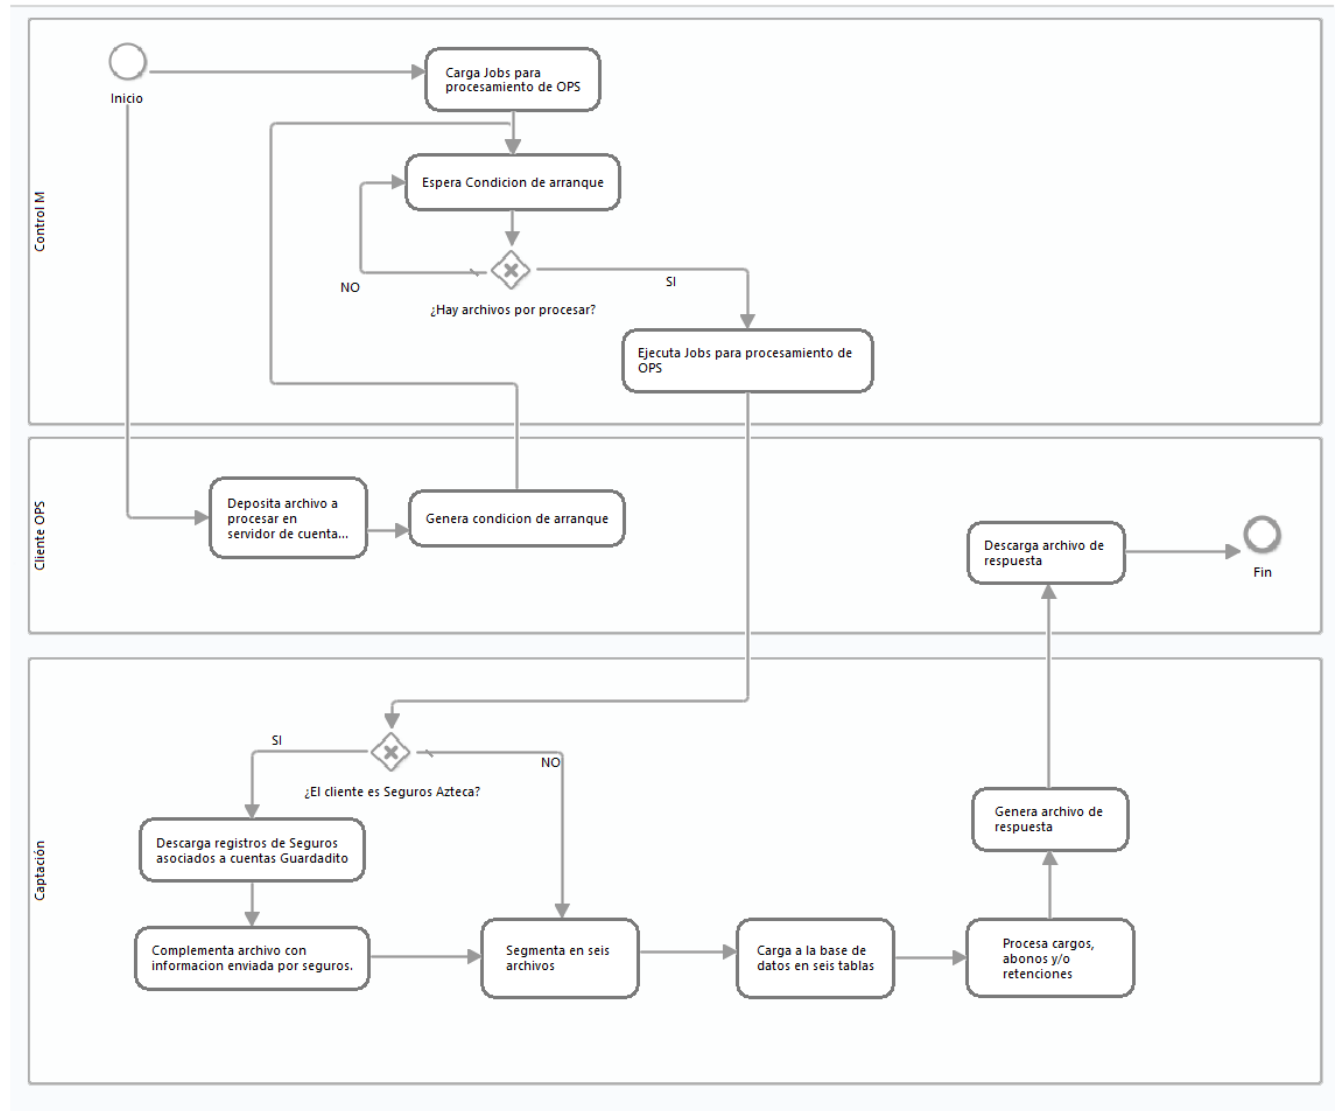 Control M
Inicio
Carga Jobs para
procesamiento de OPS
Espera Condicion de arranque
NO
SI
¿Hay archivos por procesar?
Ejecuta Jobs para procesamiento de
OPS
Cliente OPS
Deposita archivo a
procesar en
servidor de cuenta...
Genera condicion de arranque
Descarga archivo de
respuesta
Fin
Captación
SI
NO
¿El cliente es Seguros Azteca?
Descarga registros de Seguros
asociados a cuentas Guardadito
Complementa archivo con
informacion enviada por seguros.
Segmenta en seis
archivos
Carga a la base de
datos en seis tablas
Procesa cargos,
abonos y/o
retenciones
Genera archivo de
respuesta